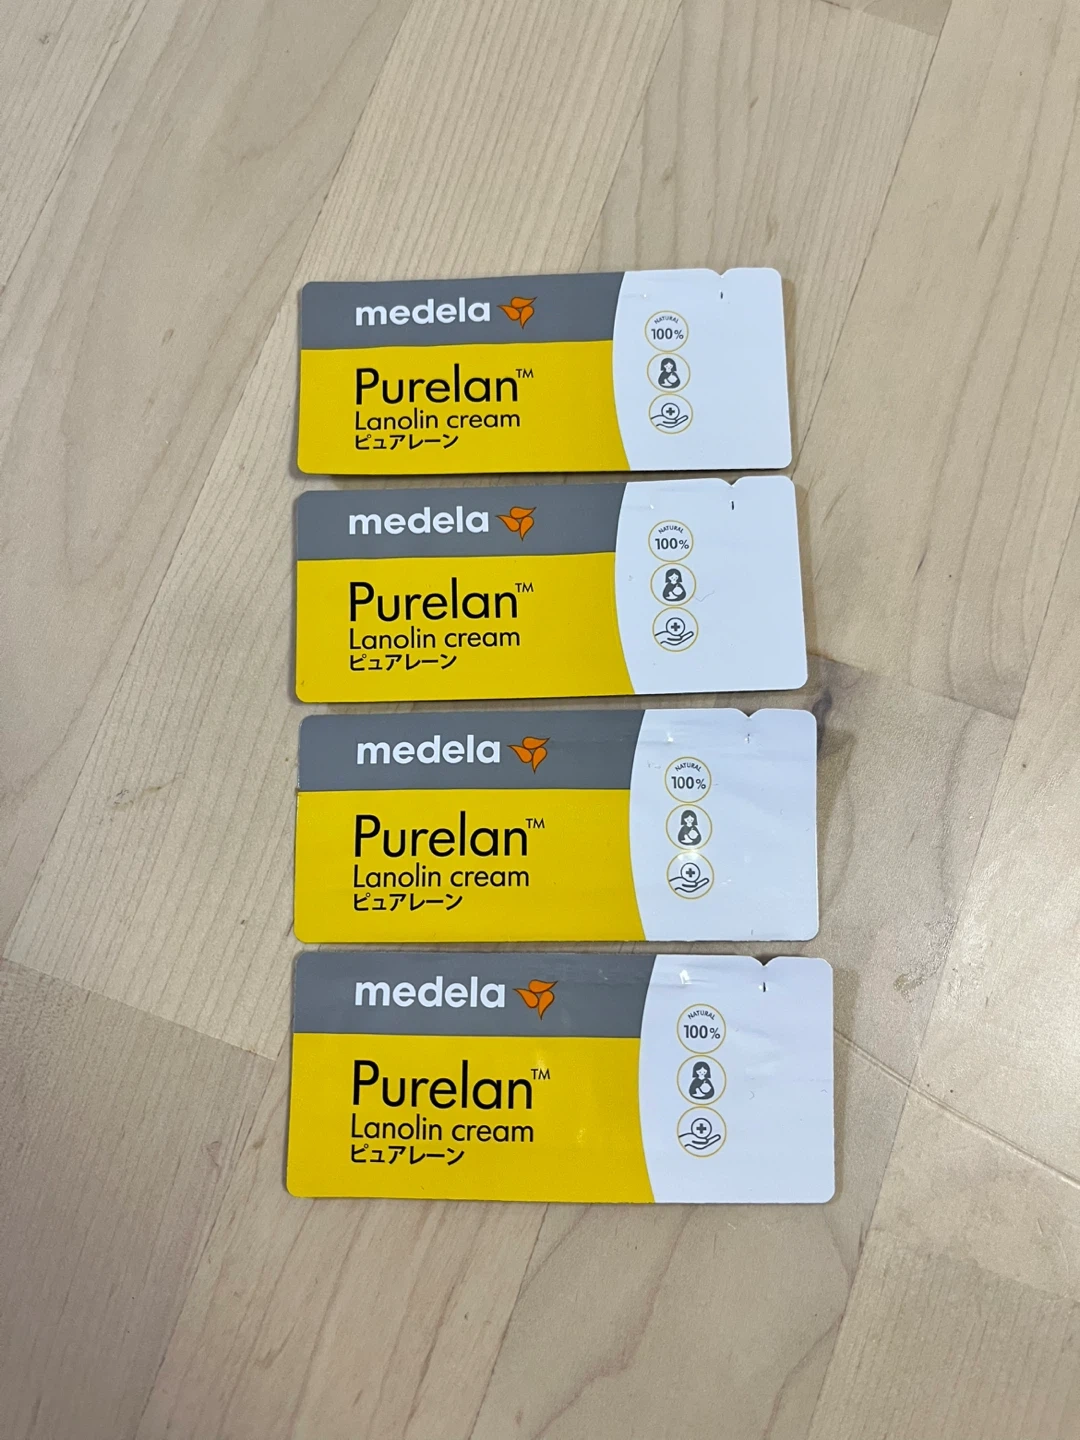 medela
Purelan™
Lanolin cream
ピュアレーン
NATURAL
100%
medela
Purelan™
Lanolin cream
ピュアレーン
NATURAL
100%
medela
Purelan™
Lanolin cream
ピュアレーン
NATURAL
100%
medela
Purelan™
Lanolin cream
ピュアレーン
NATURAL
100%